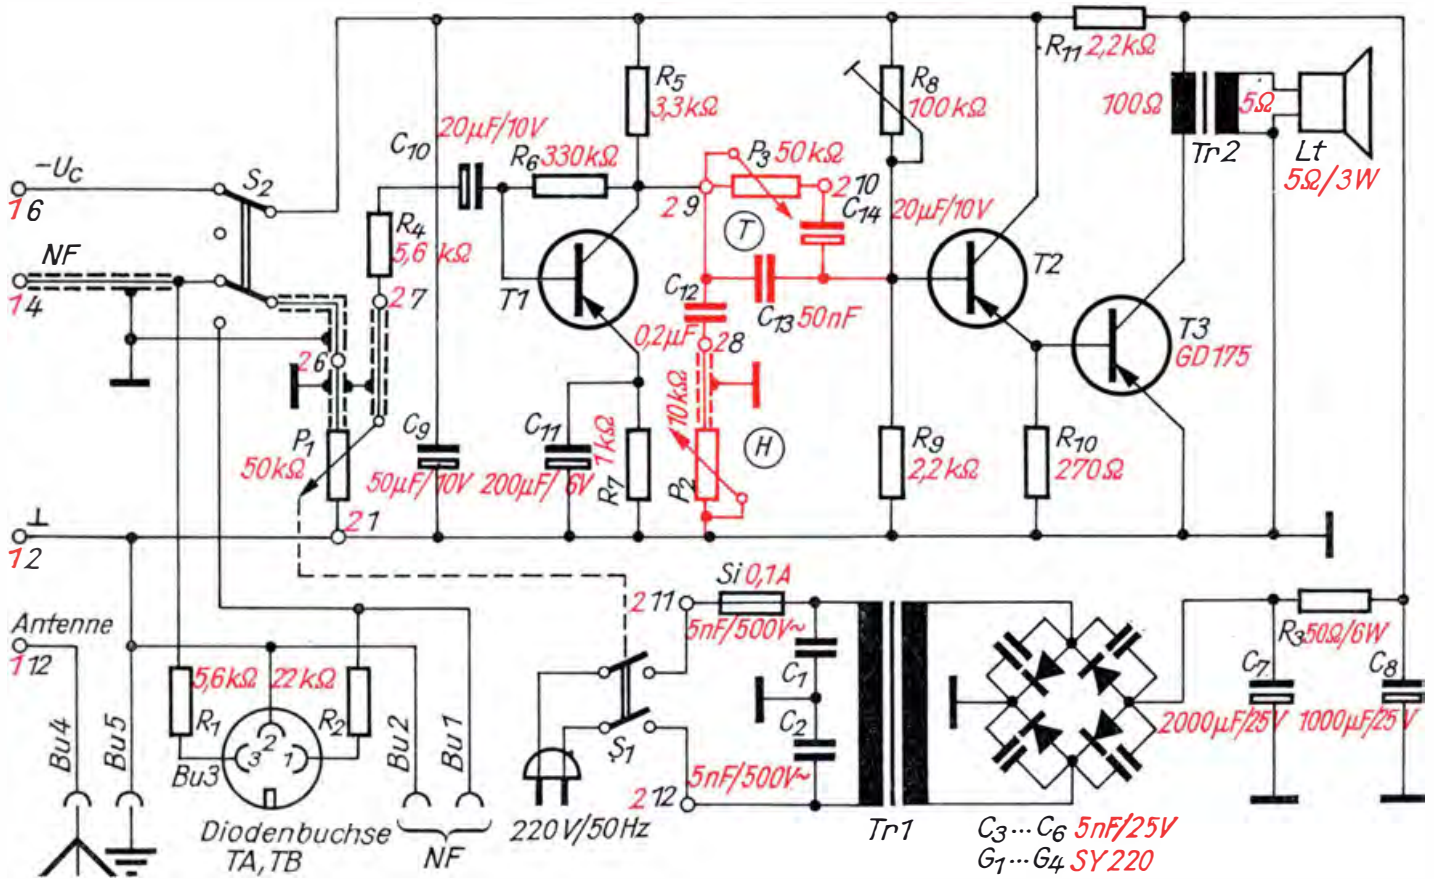 -Uc
16
S2
NF
14
⊥
12
Antenne
112
20μF/10V
C10
R6 330kΩ
R5
3,3kΩ
R4
5,6 kΩ
27
26
P1
50kΩ
21
C9
50μF/10V
T1
C11
200μF/6V
1kΩ
R7
P3 50kΩ
29
210
T
C14 20μF/10V
C12
0,2μF
C13 50nF
28
10kΩ
P2
H
R8
100kΩ
R9
2,2kΩ
T2
R10
270Ω
R11 2,2kΩ
T3
GD175
100Ω
5Ω
Tr2
Lt
5Ω/3W
Bu4
Bu5
5,6kΩ
R1
22kΩ
R2
3 2 1
Bu3
Diodenbuchse
TA,TB
Bu2
Bu1
NF
220V/50Hz
S1
211
212
Si 0,1A
5nF/500V~
C1
C2
5nF/500V~
Tr1
C3...C6 5nF/25V
G1...G4 SY220
R3 50Ω/6W
C7
2000μF/25V
C8
1000μF/25V